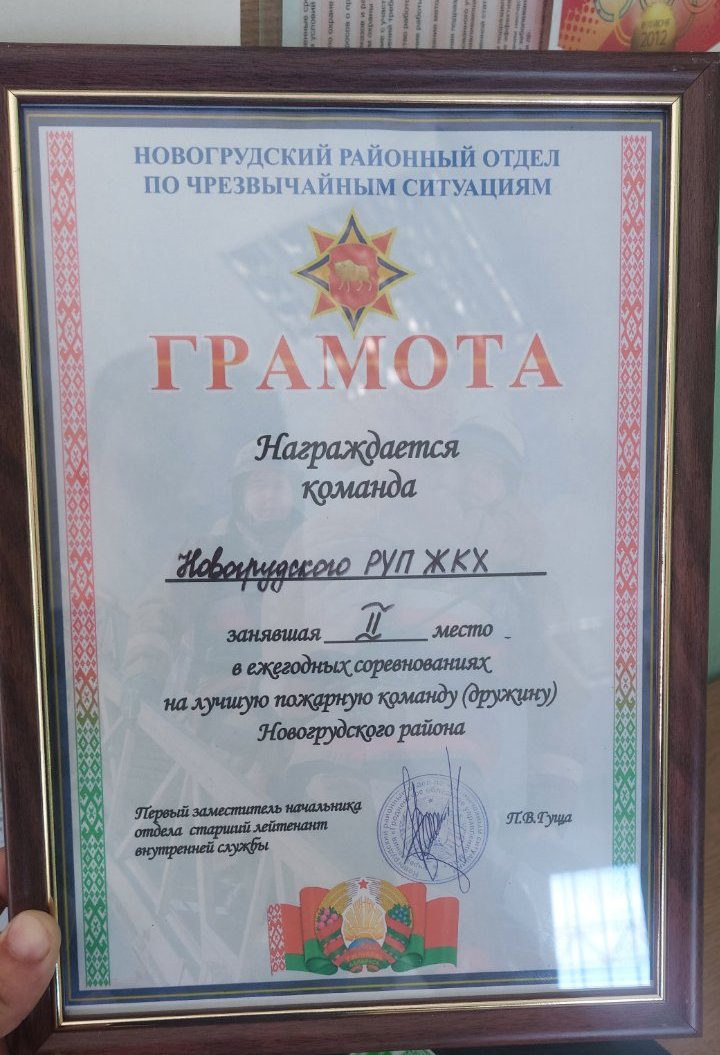 2012
НОВОГРУДСКИЙ РАЙОННЫЙ ОТДЕЛ
ПО ЧРЕЗВЫЧАЙНЫМ СИТУАЦИЯМ
ГРАМОТА
Награждается
команда
Новогрудского РУП ЖКХ
занявшая II место
в ежегодных соревнованиях
на лучшую пожарную команду (дружину)
Новогрудского района
Первый заместитель начальника
отдела старший лейтенант
внутренней службы
П.В.Гуща